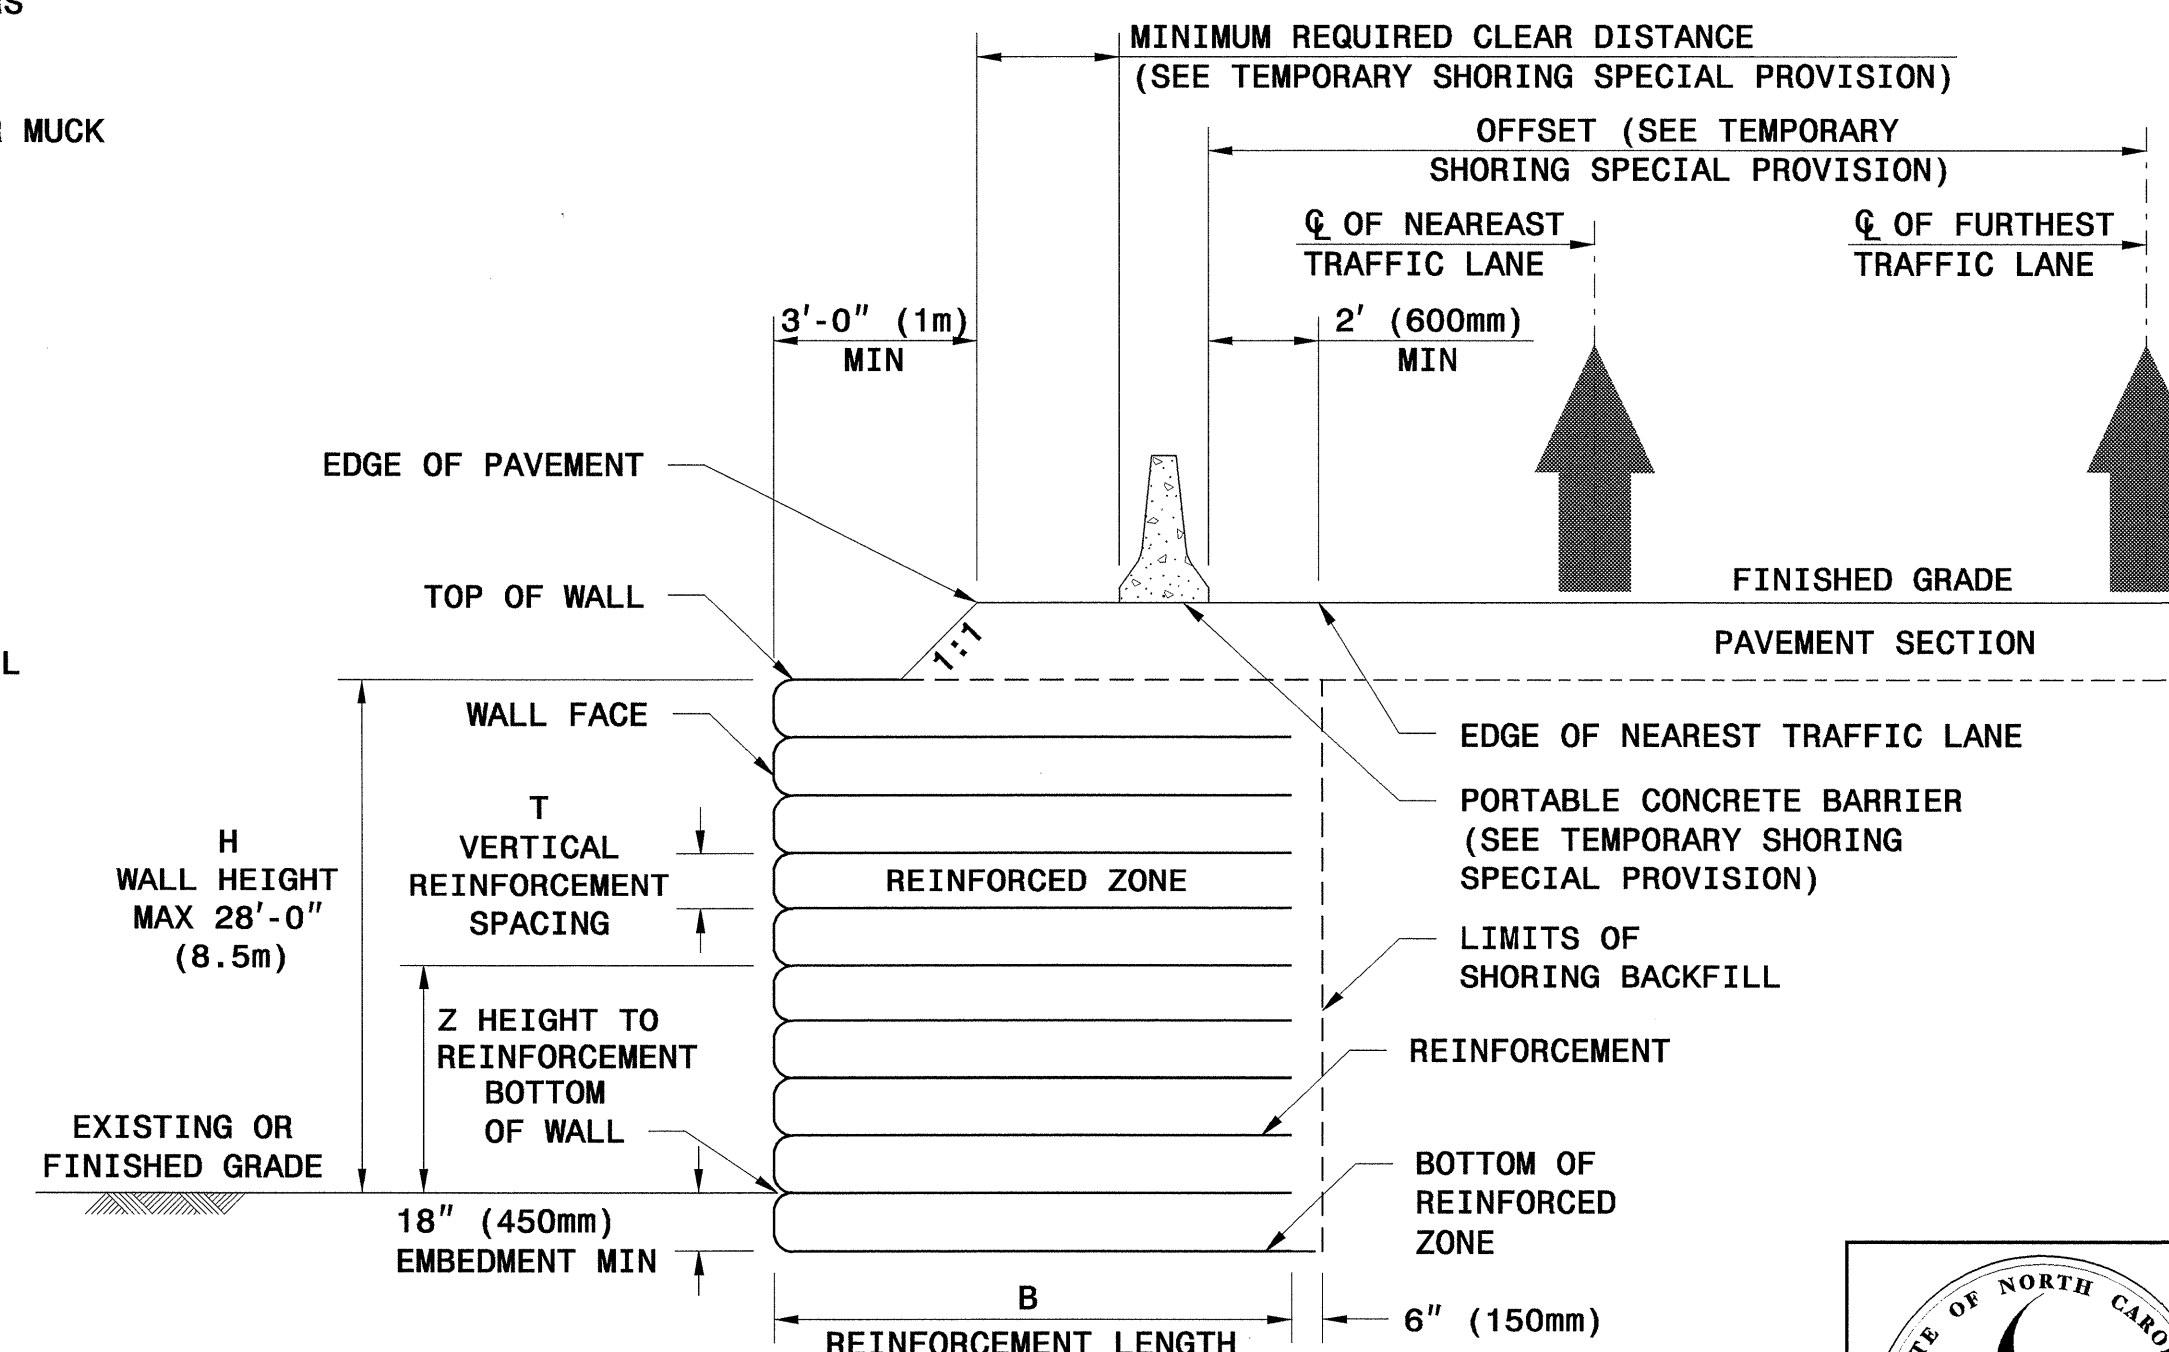 MUCK
MINIMUM REQUIRED CLEAR DISTANCE
(SEE TEMPORARY SHORING SPECIAL PROVISION)
OFFSET (SEE TEMPORARY
SHORING SPECIAL PROVISION)
℄ OF NEAREAST
TRAFFIC LANE
℄ OF FURTHEST
TRAFFIC LANE
3'-0" (1m)
MIN
2' (600mm)
MIN
EDGE OF PAVEMENT
TOP OF WALL
1:1
FINISHED GRADE
PAVEMENT SECTION
WALL FACE
EDGE OF NEAREST TRAFFIC LANE
T
VERTICAL
REINFORCEMENT
SPACING
H
WALL HEIGHT
MAX 28'-0"
(8.5m)
REINFORCED ZONE
PORTABLE CONCRETE BARRIER
(SEE TEMPORARY SHORING
SPECIAL PROVISION)
LIMITS OF
SHORING BACKFILL
Z HEIGHT TO
REINFORCEMENT
BOTTOM
OF WALL
REINFORCEMENT
EXISTING OR
FINISHED GRADE
BOTTOM OF
REINFORCED
ZONE
18" (450mm)
EMBEDMENT MIN
B
REINFORCEMENT LENGTH
6" (150mm)
OF NORTH